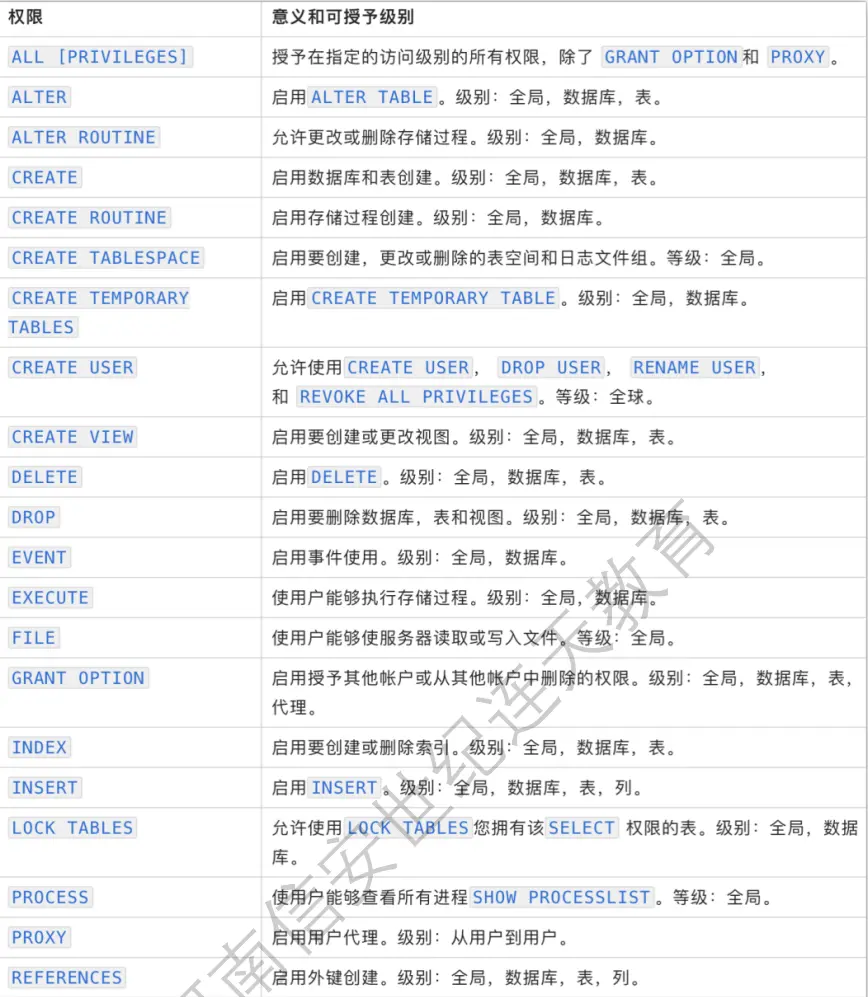 权限 意义和可授予级别
ALL [PRIVILEGES] 授予在指定的访问级别的所有权限，除了 GRANT OPTION 和 PROXY 。
ALTER 启用 ALTER TABLE 。级别：全局，数据库，表。
ALTER ROUTINE 允许更改或删除存储过程。级别：全局，数据库。
CREATE 启用数据库和表创建。级别：全局，数据库，表。
CREATE ROUTINE 启用存储过程创建。级别：全局，数据库。
CREATE TABLESPACE 启用要创建，更改或删除的表空间和日志文件组。等级：全局。
CREATE TEMPORARY 启用 CREATE TEMPORARY TABLE 。级别：全局，数据库。
TABLES
CREATE USER 允许使用 CREATE USER ， DROP USER ， RENAME USER ，
和 REVOKE ALL PRIVILEGES 。等级：全球。
CREATE VIEW 启用要创建或更改视图。级别：全局，数据库，表。
DELETE 启用 DELETE 。级别：全局，数据库，表。
DROP 启用要删除数据库，表和视图。级别：全局，数据库，表。
EVENT 启用事件使用。级别：全局，数据库。
EXECUTE 使用户能够执行存储过程。级别：全局，数据库。
FILE 使用户能够使服务器读取或写入文件。等级：全局。
GRANT OPTION 启用授予其他帐户或从其他帐户中删除的权限。级别：全局，数据库，表，
代理。
INDEX 启用要创建或删除索引。级别：全局，数据库，表。
INSERT 启用 INSERT 。级别：全局，数据库，表，列。
LOCK TABLES 允许使用 LOCK TABLES 您拥有该 SELECT 权限的表。级别：全局，数据
库。
PROCESS 使用户能够查看所有进程 SHOW PROCESSLIST 。等级：全局。
PROXY 启用用户代理。级别：从用户到用户。
REFERENCES 启用外键创建。级别：全局，数据库，表，列。
南信安世纪连天教育